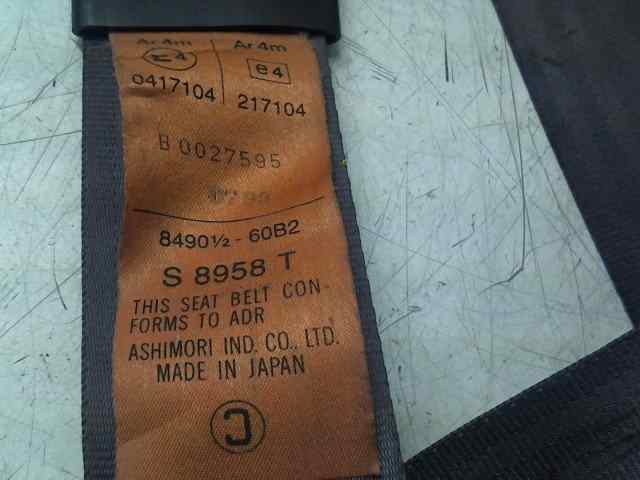 Ar4m Ar4m
E4 e4
0417104 217104
B 0027595
8490½-60B2
S 8958 T
THIS SEAT BELT CON-
FORMS TO ADR
ASHIMORI IND. CO., LTD.
MADE IN JAPAN